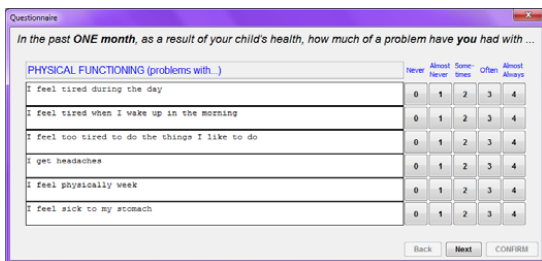 Questionnaire
In the past ONE month, as a result of your child's health, how much of a problem have you had with ...
PHYSICAL FUNCTIONING (problems with...) Never Almost Never Some-times Often Almost Always
I feel tired during the day 0 1 2 3 4
I feel tired when I wake up in the morning 0 1 2 3 4
I feel too tired to do the things I like to do 0 1 2 3 4
I get headaches 0 1 2 3 4
I feel physically week 0 1 2 3 4
I feel sick to my stomach 0 1 2 3 4
Back Next CONFIRM